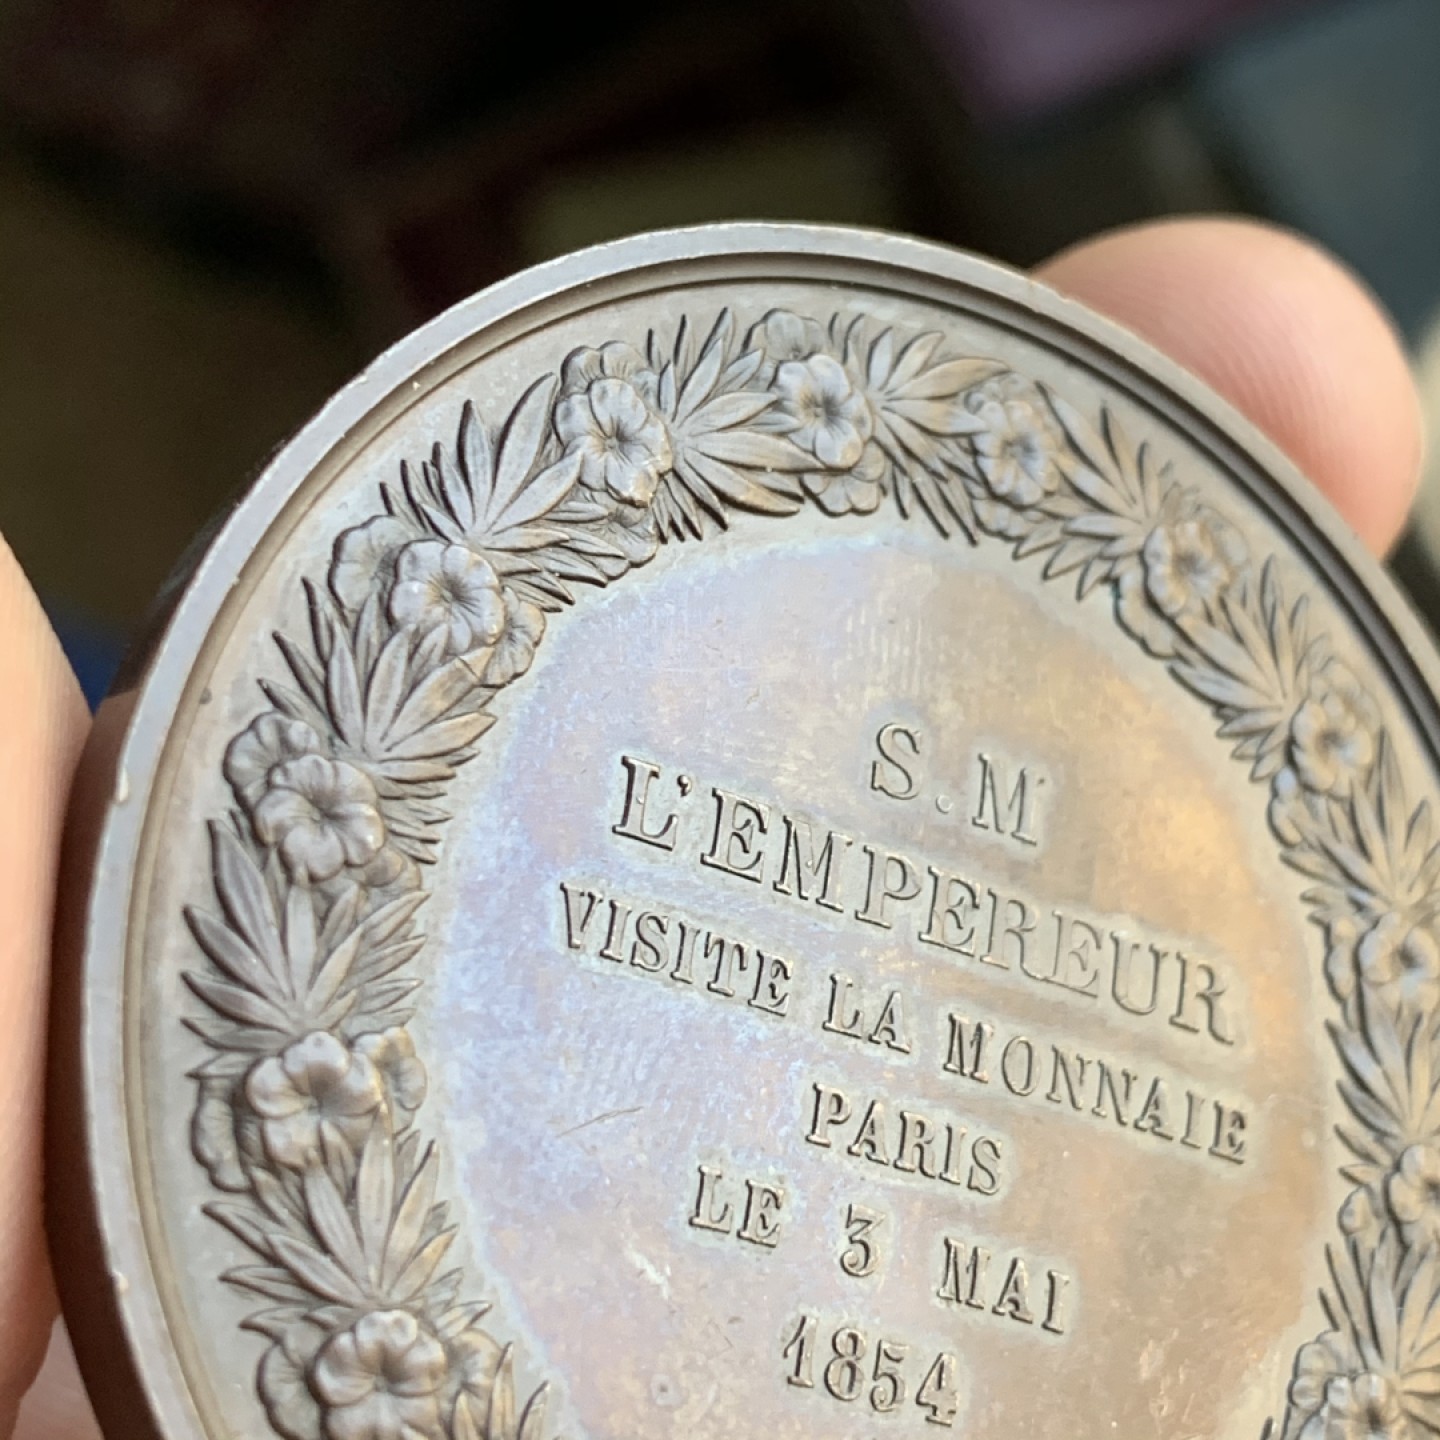 S. M
L'EMPEREUR
VISITE LA MONNAIE
PARIS
LE 3 MAI
1854